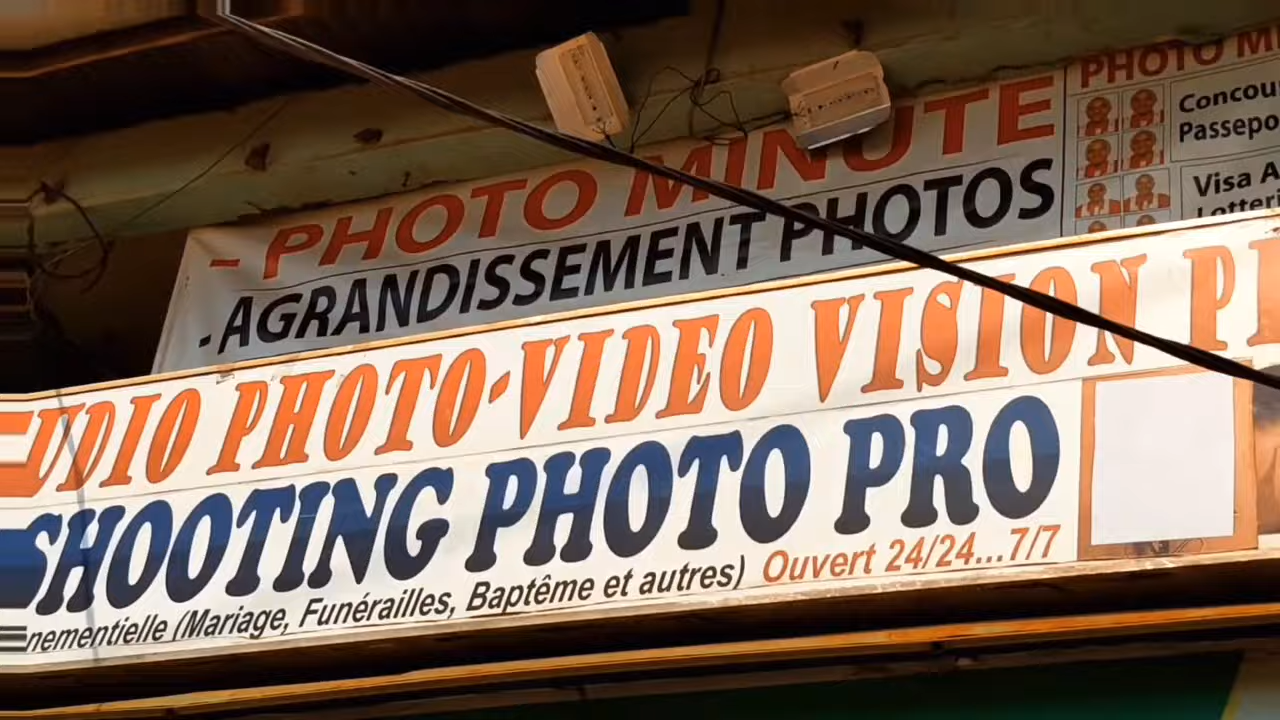 - PHOTO MINUTE
- AGRANDISSEMENT PHOTOS
PHOTO M
Concou
Passepo
Visa A
Lotteri
UDIO PHOTO-VIDEO VISION P
SHOOTING PHOTO PRO
nementielle (Mariage, Funérailles, Baptême et autres) Ouvert 24/24...7/7